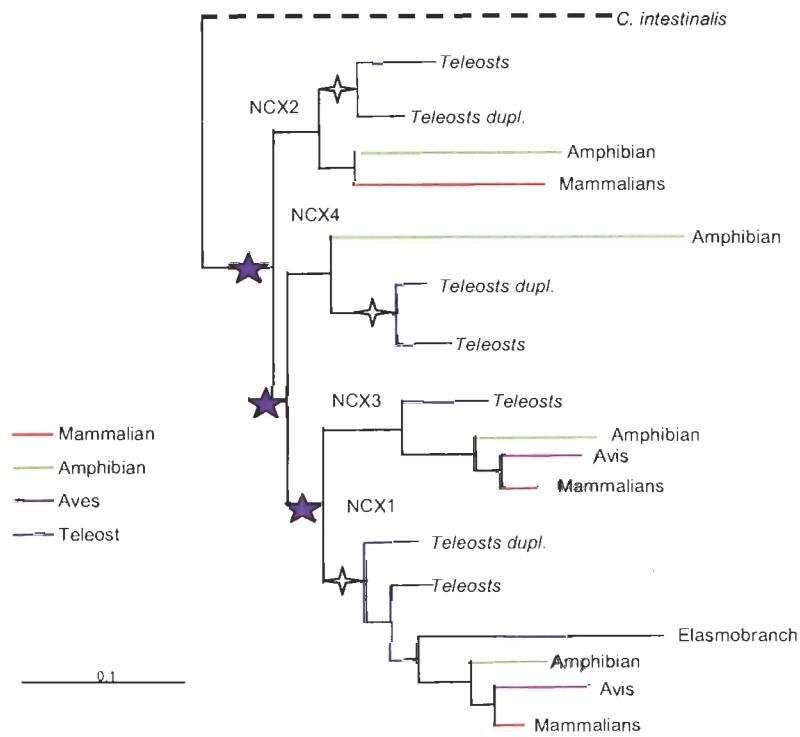 C. intestinalis
Teleosts
NCX2
Teleosts dupl.
Amphibian
Mammalians
NCX4
Amphibian
Teleosts dupl.
Teleosts
NCX3
Teleosts
Mammalian
Amphibian
Avis
Amphibian
Mammalians
Aves
NCX1
Teleost
Teleosts dupl.
Teleosts
Elasmobranch
Amphibian
0.1
Avis
Mammalians